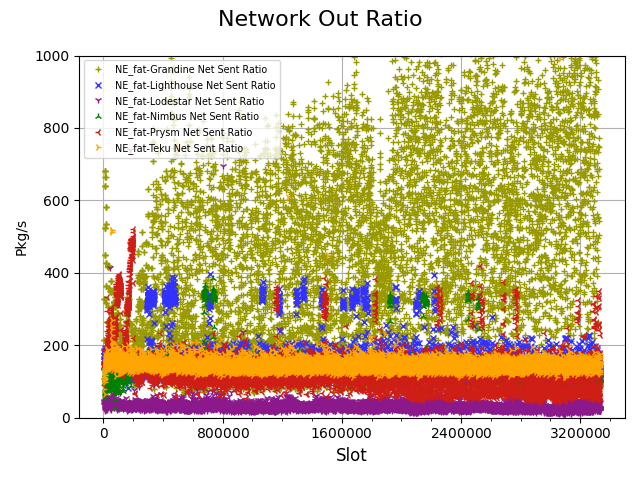 Network Out Ratio
1000
800
600
400
200
0
Pkg/s
NE_fat-Grandine Net Sent Ratio
NE_fat-Lighthouse Net Sent Ratio
NE_fat-Lodestar Net Sent Ratio
NE_fat-Nimbus Net Sent Ratio
NE_fat-Prysm Net Sent Ratio
NE_fat-Teku Net Sent Ratio
0 800000 1600000 2400000 3200000
Slot